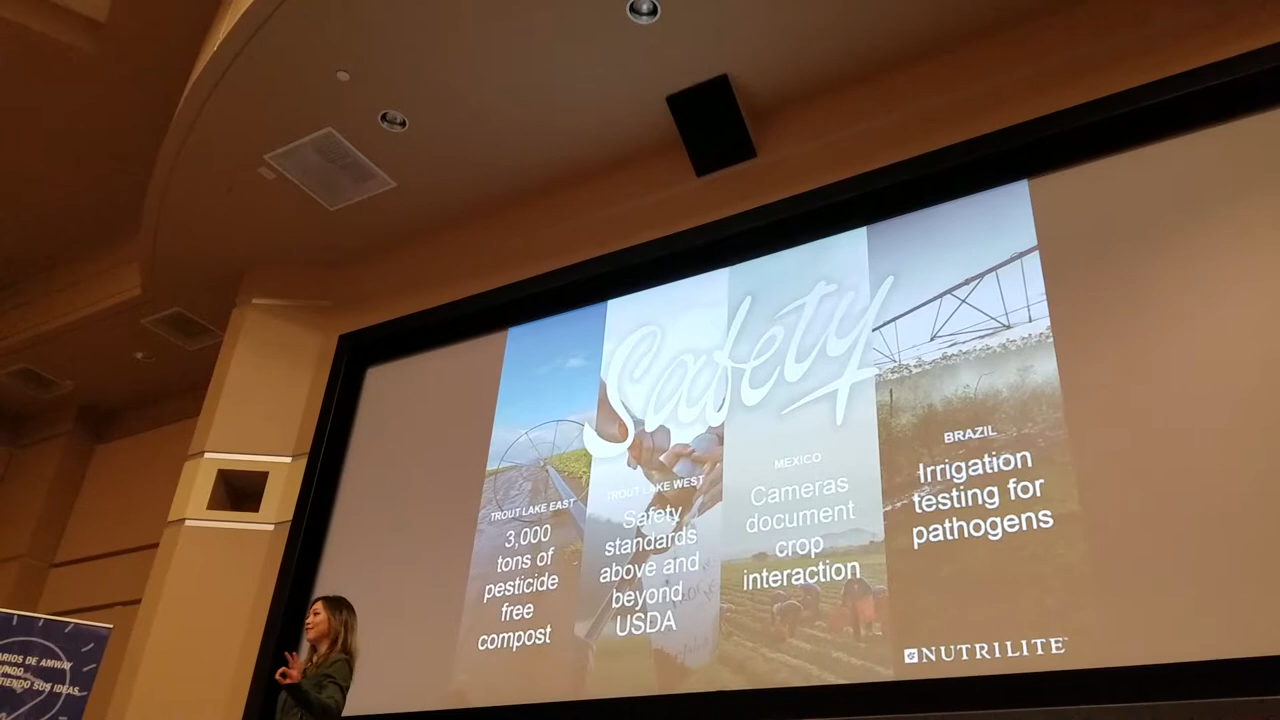 Safety
TROUT LAKE EAST
3,000
tons of
pesticide
free
compost
TROUT LAKE WEST
Safety
standards
above and
beyond
USDA
MEXICO
Cameras
document
crop
interaction
BRAZIL
Irrigation
testing for
pathogens
NUTRILITE
ARIOS DE AMWAY
UNDO
TIENDO SUS IDEAS